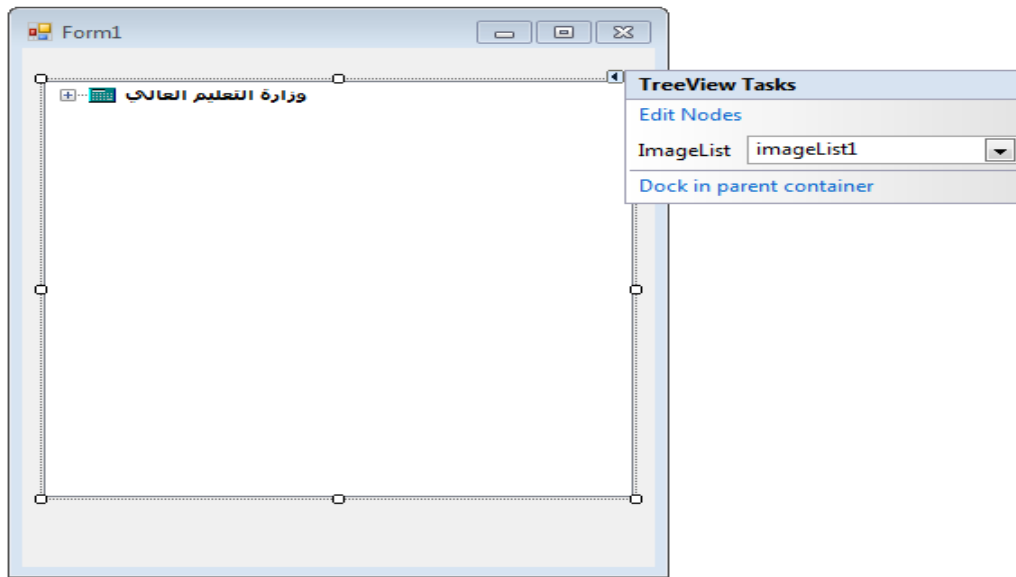 Form1
وزارة التعليم العالي
TreeView Tasks
Edit Nodes
ImageList imageList1
Dock in parent container